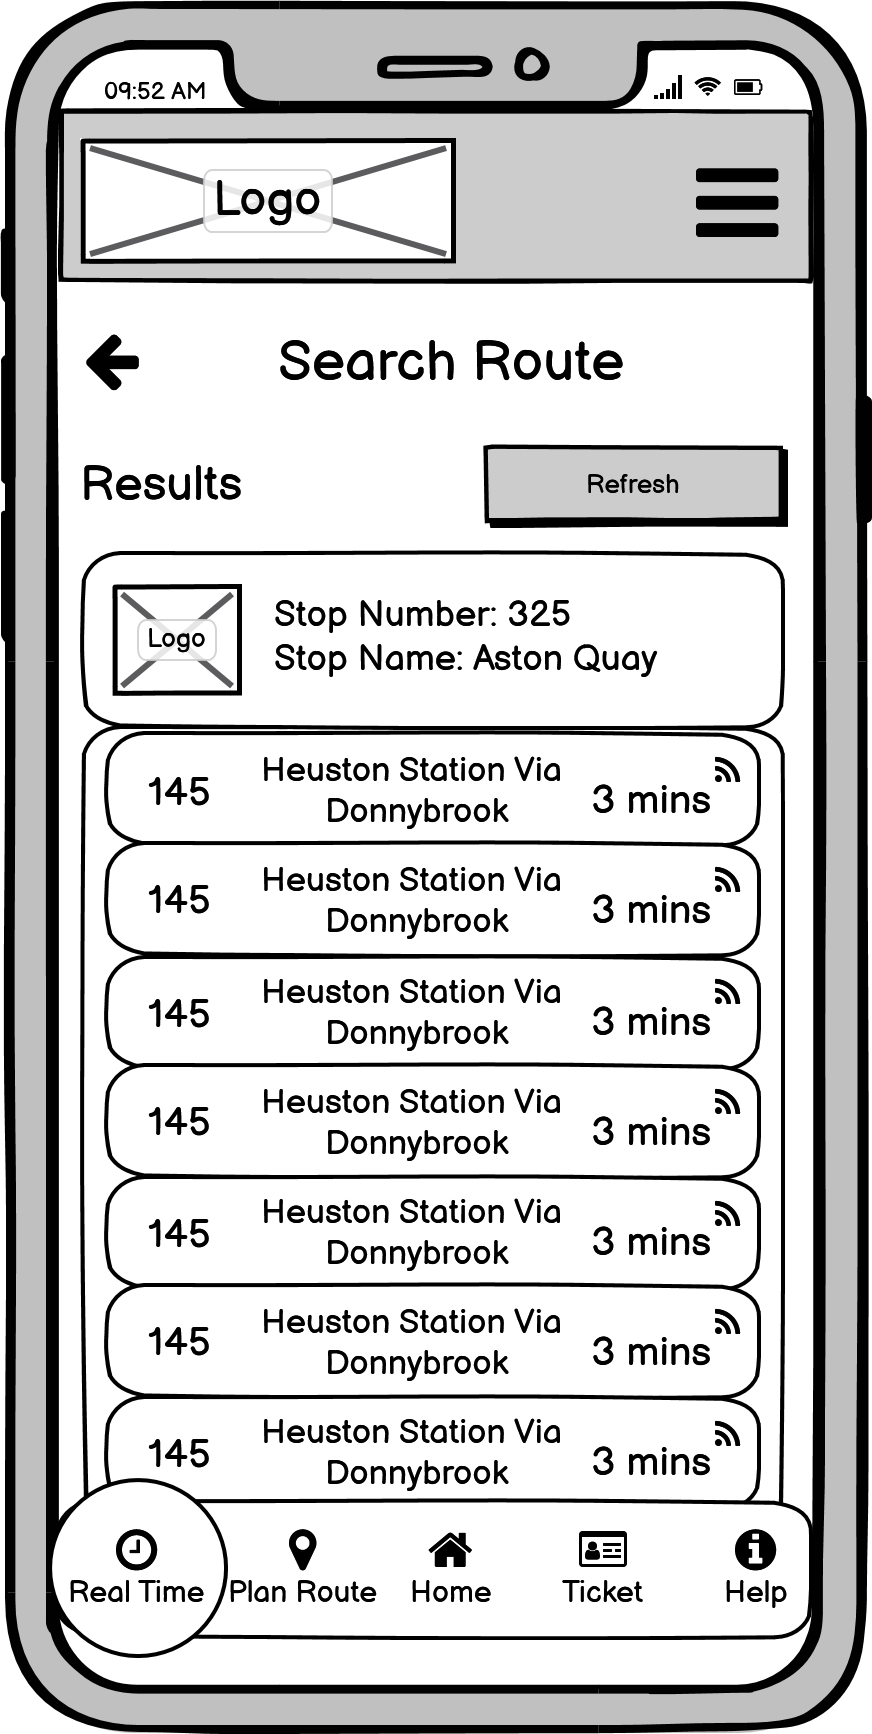 09:52 AM
Logo
Search Route
Results
Refresh
Logo
Stop Number: 325
Stop Name: Aston Quay
145
Heuston Station Via
Donnybrook
3 mins
145
Heuston Station Via
Donnybrook
3 mins
145
Heuston Station Via
Donnybrook
3 mins
145
Heuston Station Via
Donnybrook
3 mins
145
Heuston Station Via
Donnybrook
3 mins
145
Heuston Station Via
Donnybrook
3 mins
145
Heuston Station Via
Donnybrook
3 mins
Real Time
Plan Route
Home
Ticket
Help